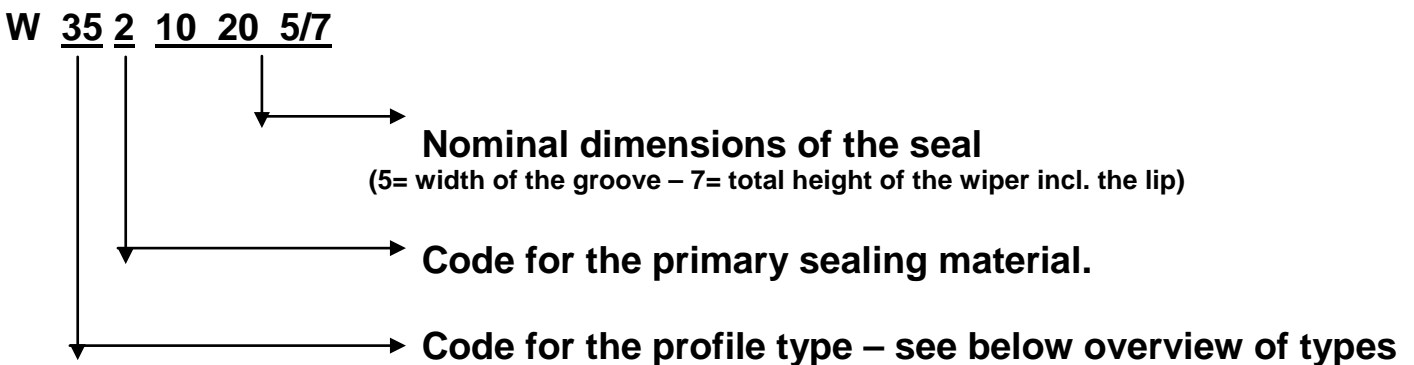 W 35 2 10 20 5/7
Nominal dimensions of the seal
(5= width of the groove – 7= total height of the wiper incl. the lip)
Code for the primary sealing material.
Code for the profile type – see below overview of types